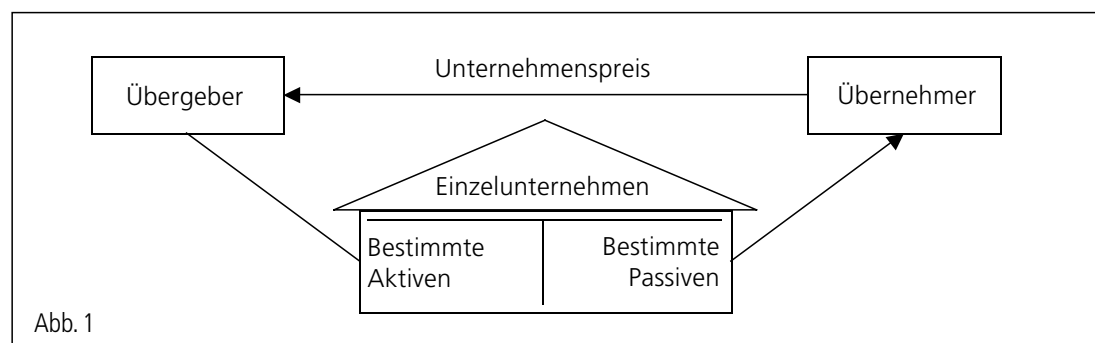 Unternehmenspreis
Übergeber
Übernehmer
Einzelunternehmen
Bestimmte
Aktiven
Bestimmte
Passiven
Abb. 1